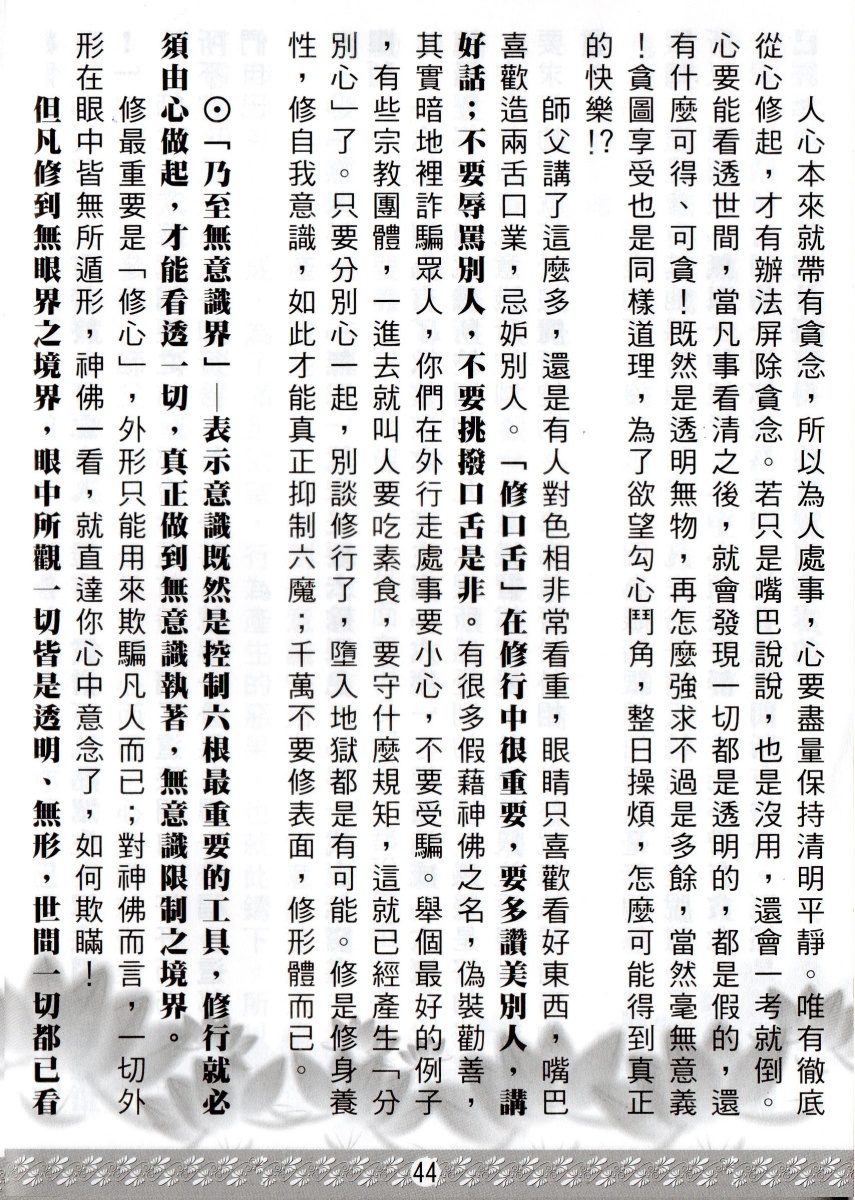 人心本來就帶有貪念，所以為人處事，心要盡量保持清明平靜。唯有徹底
從心修起，才有辦法屏除貪念。若只是嘴巴說說，也是沒用，還會一考就倒。
心要能看透世間，當凡事看清之後，就會發現一切都是透明的，都是假的，還
有什麼可得、可貪！既然是透明無物，再怎麼強求不過是多餘，當然毫無意義
！貪圖享受也是同樣道理，為了欲望勾心鬥角，整日操煩，怎麼可能得到真正
的快樂!?
師父講了這麼多，還是有人對色相非常看重，眼睛只喜歡看好東西，嘴巴
喜歡造兩舌口業，忌妒別人。「修口舌」在修行中很重要，要多讚美別人，講
好話；不要辱罵別人，不要挑撥口舌是非。有很多假藉神佛之名，偽裝勸善，
其實暗地裡詐騙眾人，你們在外行走處事要小心，不要受騙。舉個最好的例子
，有些宗教團體，一進去就叫人要吃素食，要守什麼規矩，這就已經產生「分
別心」了。只要分別心一起，別談修行了，墮入地獄都是有可能。修是修身養
性，修自我意識，如此才能真正抑制六魔；千萬不要修表面，修形體而已。
⊙「乃至無意識界」—表示意識既然是控制六根最重要的工具，修行就必
須由心做起，才能看透一切，真正做到無意識執著，無意識限制之境界。
修最重要是「修心」，外形只能用來欺騙凡人而已；對神佛而言，一切外
形在眼中皆無所遁形，神佛一看，就直達你心中意念了，如何欺瞞！
但凡修到無眼界之境界，眼中所觀一切皆是透明、無形，世間一切都已看
44